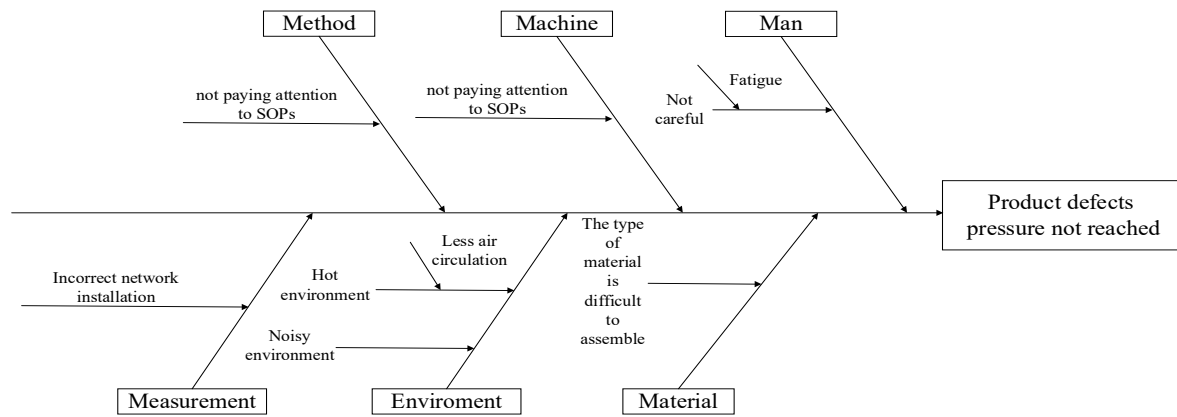 Method
Machine
Man
not paying attention
to SOPs
not paying attention
to SOPs
Fatigue
Not
careful
Product defects
pressure not reached
Incorrect network
installation
Less air
circulation
Hot
environment
Noisy
environment
The type
of
material
is
difficult
to
assemble
Measurement
Enviroment
Material